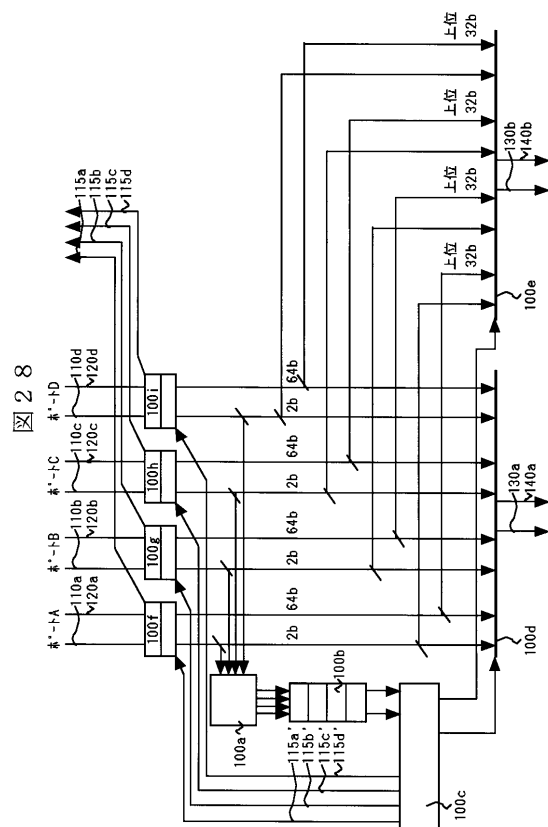 図２８
ポートA
110a
120a
ポートB
110b
120b
ポートC
110c
120c
ポートD
110d
120d
115a
115b
115c
115d
100f
100g
100h
100i
2b
64b
2b
64b
2b
64b
2b
64b
上位
32b
上位
32b
上位
32b
上位
32b
100a
100b
115a'
115b'
115c'
115d'
100c
100d
130a
140a
100e
130b
140b